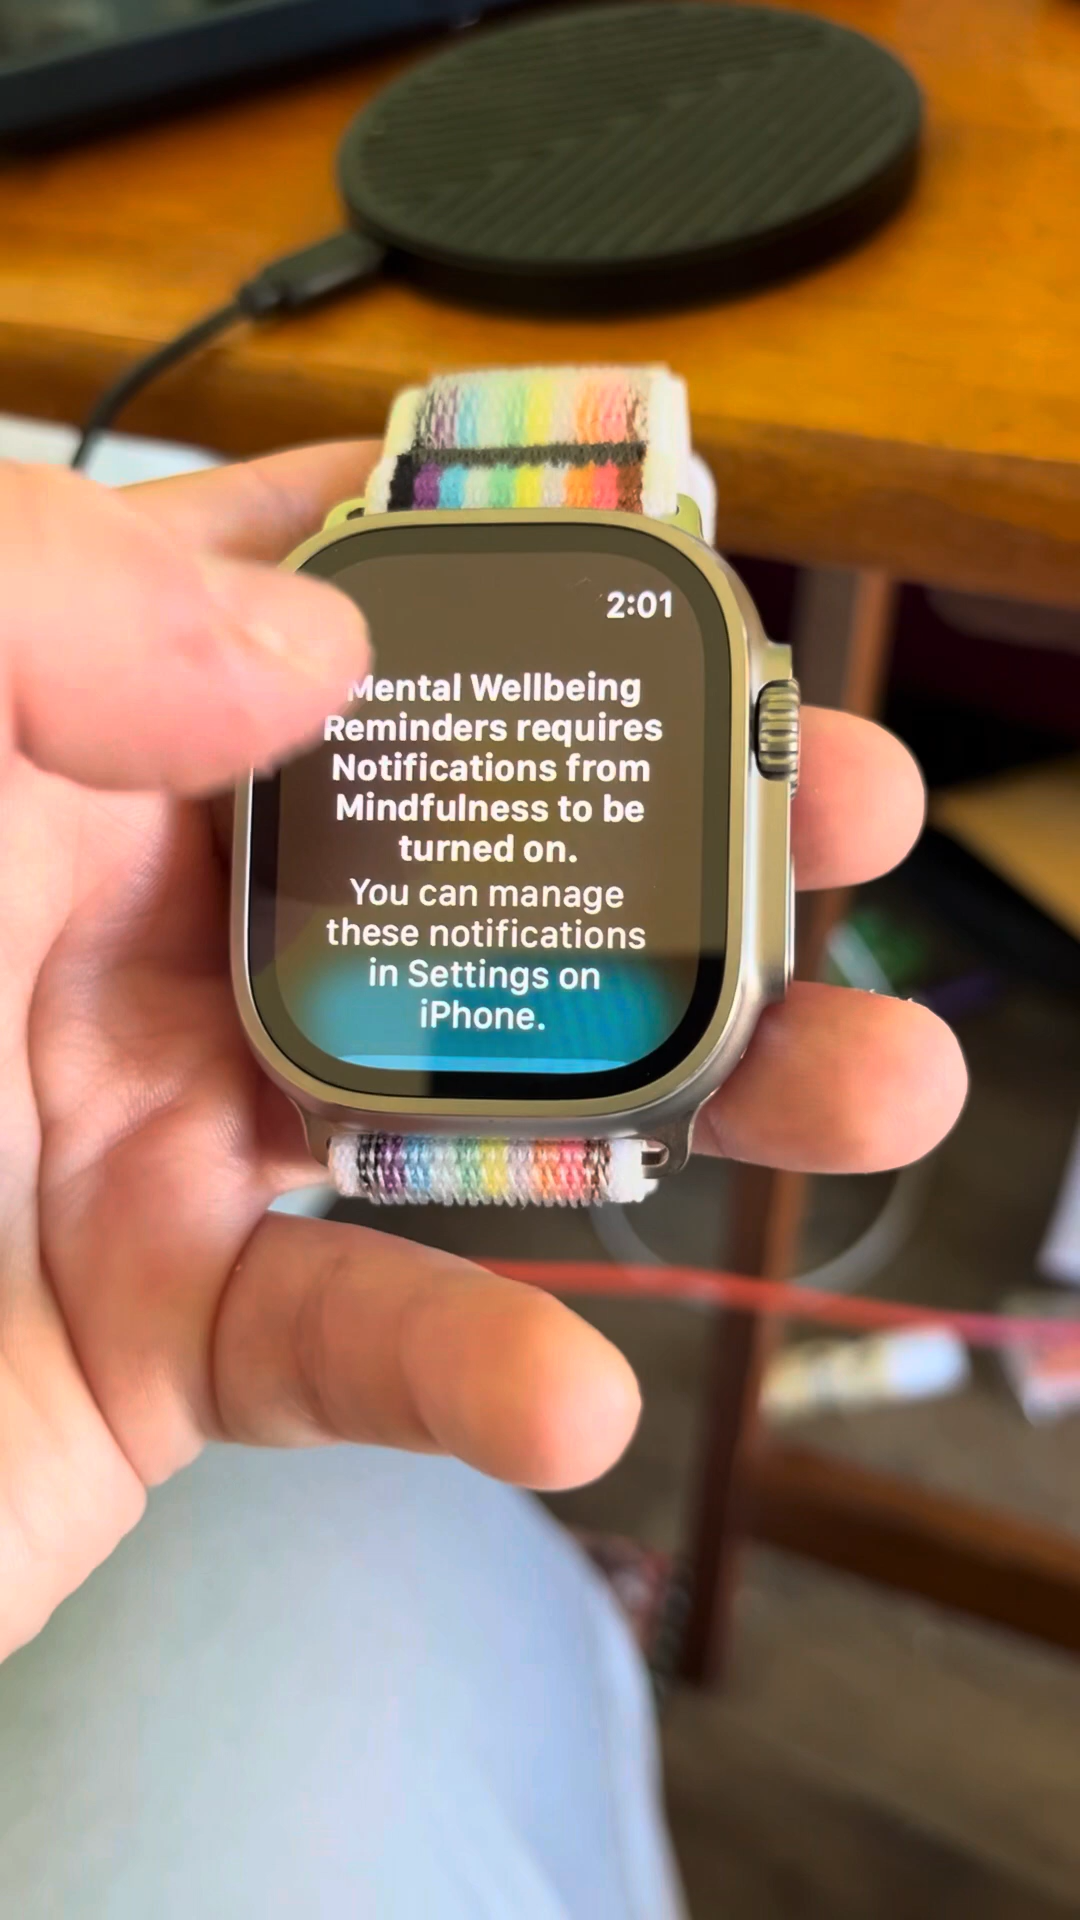 2:01
Mental Wellbeing
Reminders requires
Notifications from
Mindfulness to be
turned on.
You can manage
these notifications
in Settings on
iPhone.